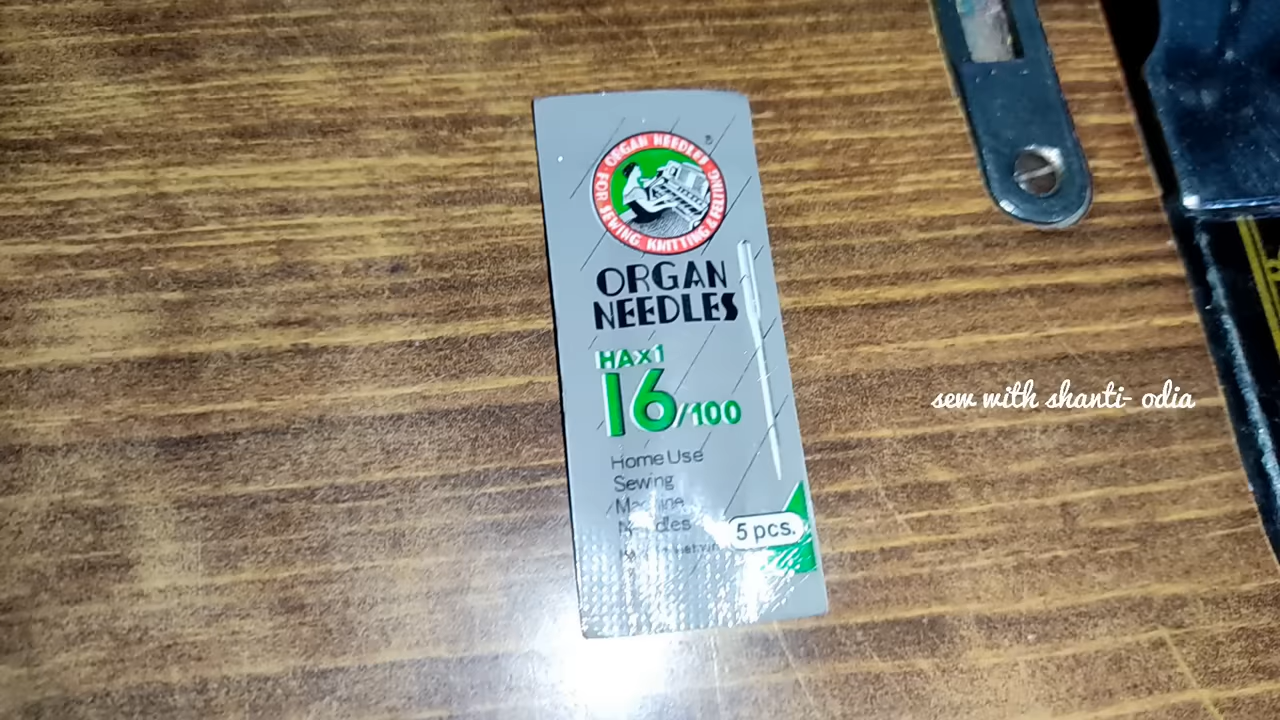 ORGAN NEEDLES
FOR SEWING KNITTING & FELTING
®
ORGAN
NEEDLES
HAx1
16/100
Home Use
Sewing
Machine
Needles
5 pcs.
sew with shanti- odia